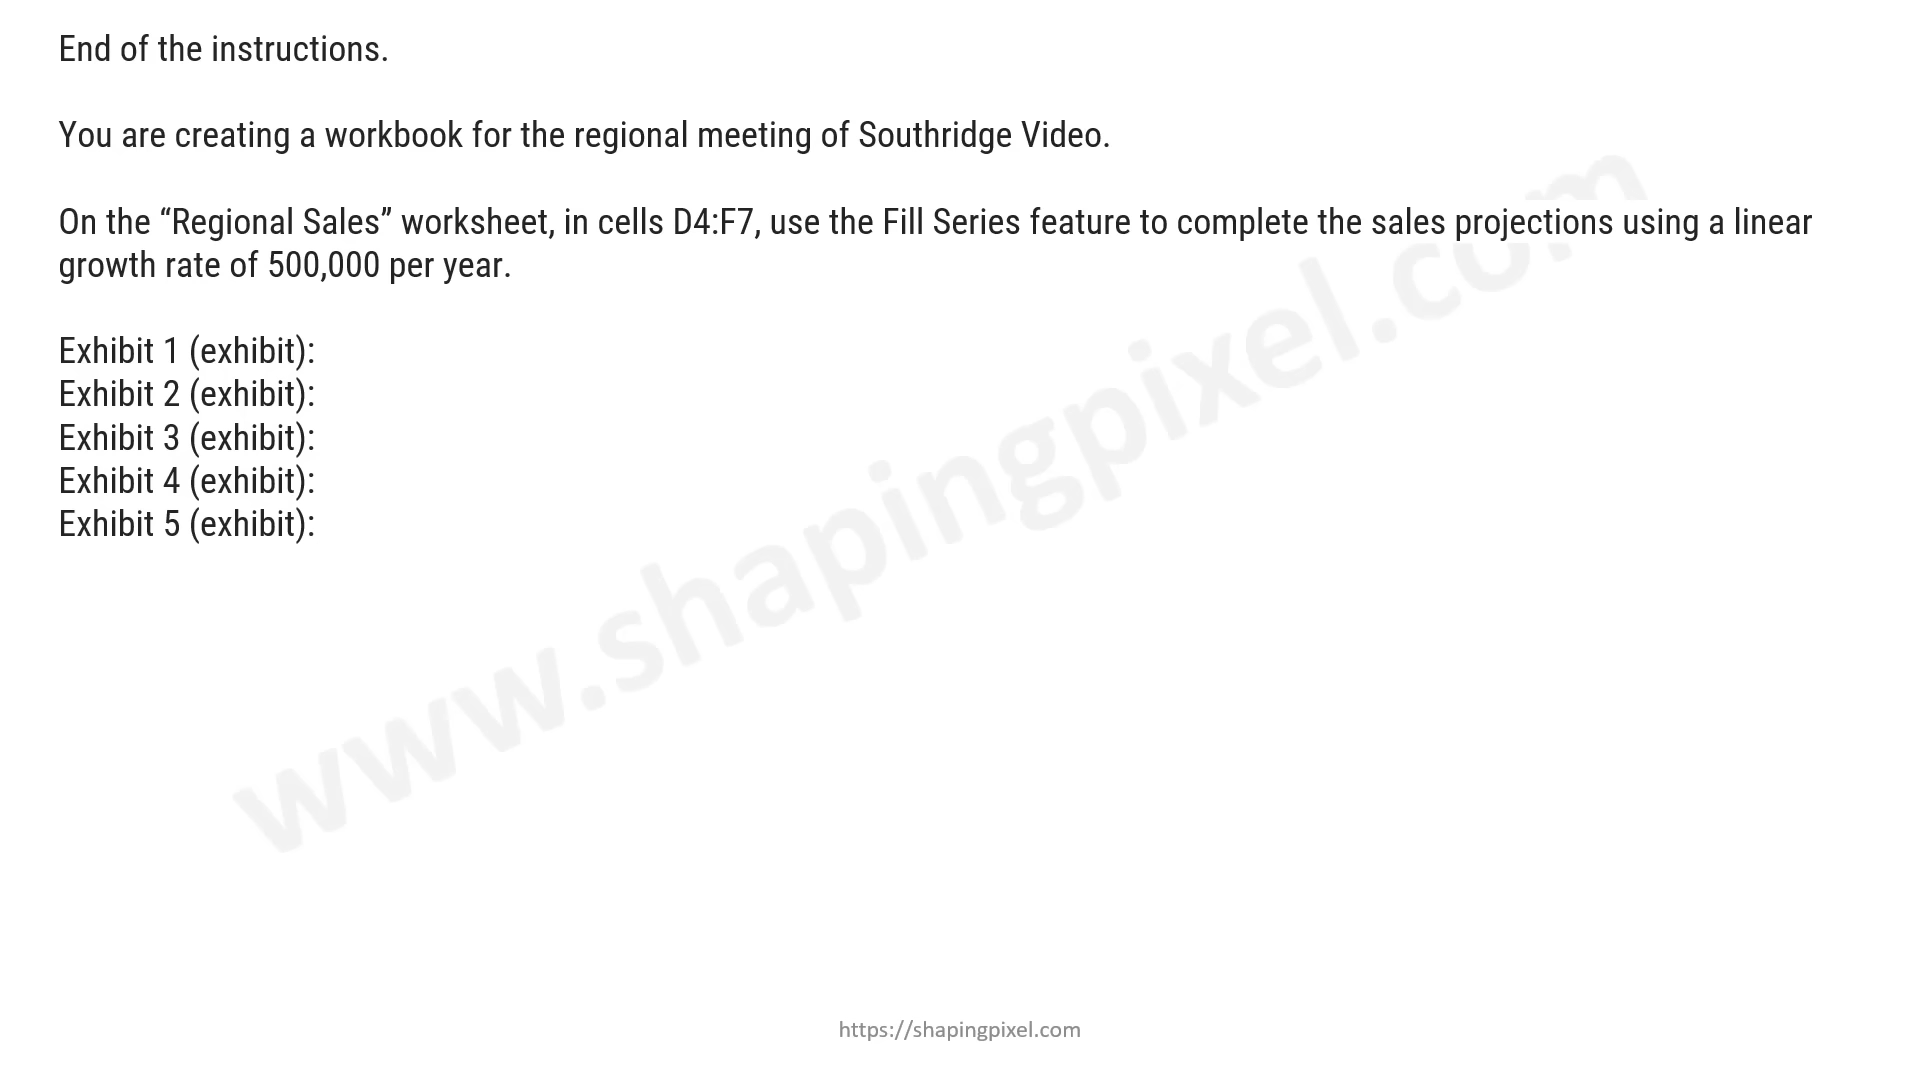 End of the instructions.
You are creating a workbook for the regional meeting of Southridge Video.
On the “Regional Sales” worksheet, in cells D4:F7, use the Fill Series feature to complete the sales projections using a linear
growth rate of 500,000 per year.
Exhibit 1 (exhibit):
Exhibit 2 (exhibit):
Exhibit 3 (exhibit):
Exhibit 4 (exhibit):
Exhibit 5 (exhibit):
www.shapingpixel.com
https://shapingpixel.com